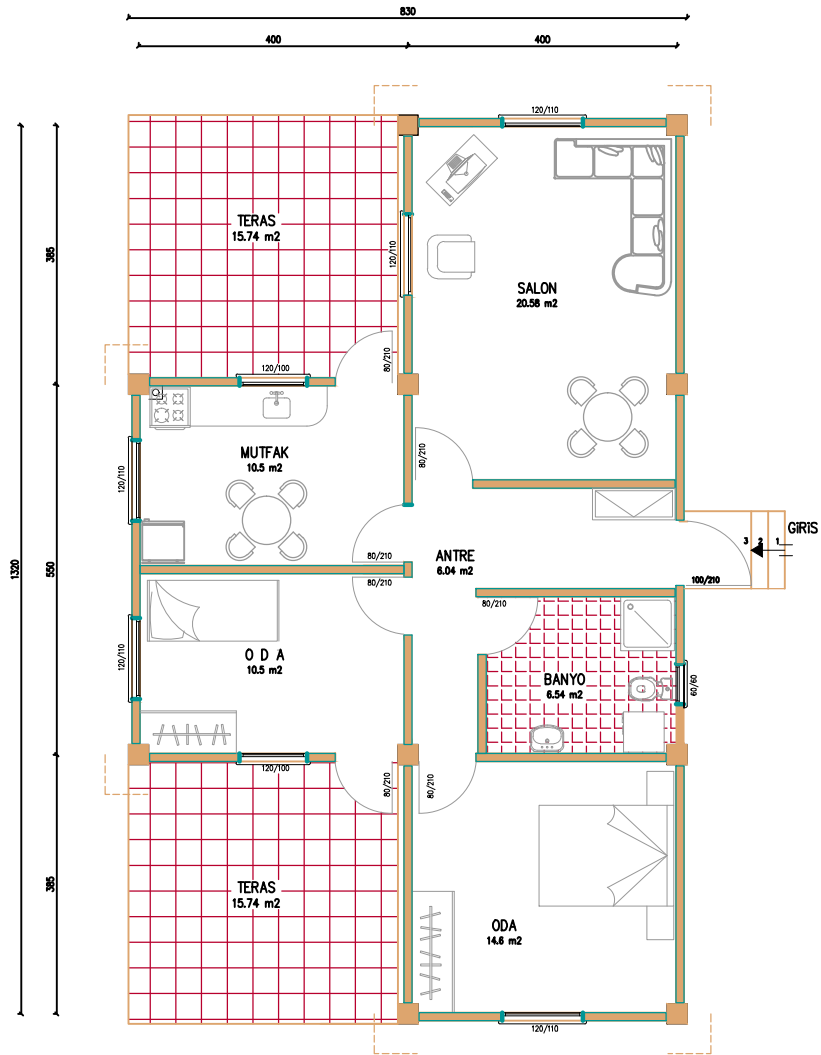 830
400
400
120/110
TERAS
15.74 m2
385
120/110
SALON
20.58 m2
120/100
80/210
MUTFAK
10.5 m2
80/210
120/110
GİRİS
3 2 1
ANTRE
6.04 m2
80/210
1320
550
100/210
80/210
80/210
O D A
10.5 m2
120/110
BANYO
6.54 m2
60/60
120/100
80/210
80/210
TERAS
15.74 m2
385
ODA
14.6 m2
120/110